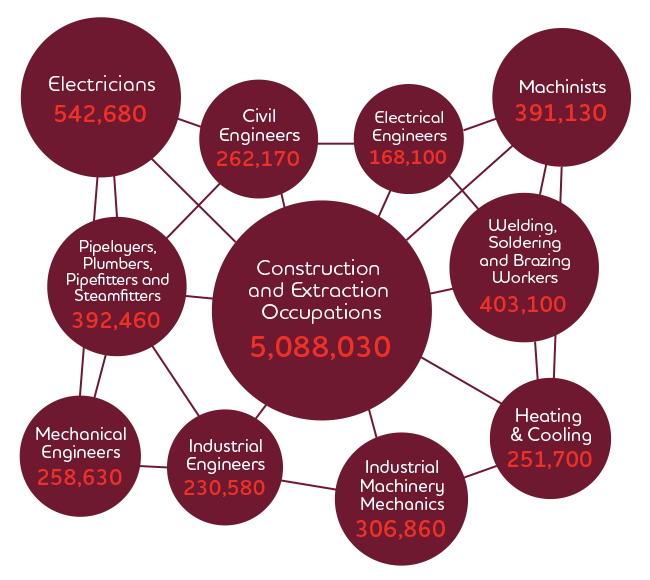 Electricians
542,680
Civil
Engineers
262,170
Electrical
Engineers
168,100
Machinists
391,130
Pipelayers,
Plumbers,
Pipefitters and
Steamfitters
392,460
Construction
and Extraction
Occupations
5,088,030
Welding,
Soldering
and Brazing
Workers
403,100
Mechanical
Engineers
258,630
Industrial
Engineers
230,580
Industrial
Machinery
Mechanics
306,860
Heating
& Cooling
251,700